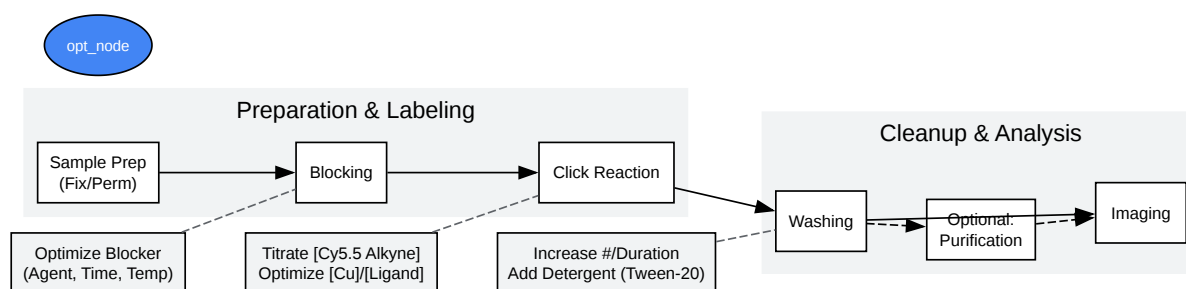 opt_node
Preparation & Labeling
Sample Prep
(Fix/Perm)
Blocking
Click Reaction
Optimize Blocker
(Agent, Time, Temp)
Titrate [Cy5.5 Alkyne]
Optimize [Cu]/[Ligand]
Increase #/Duration
Add Detergent (Tween-20)
Cleanup & Analysis
Washing
Optional:
Purification
Imaging